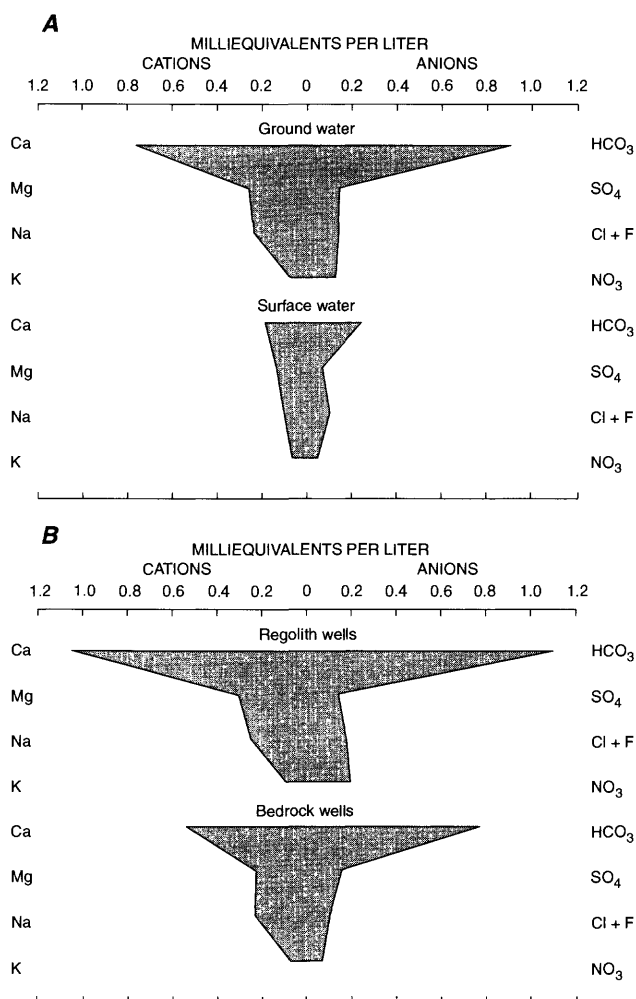 A
MILLIEQUIVALENTS PER LITER
CATIONS ANIONS
1.2 1.0 0.8 0.6 0.4 0.2 0 0.2 0.4 0.6 0.8 1.0 1.2
Ground water
Ca HCO3
Mg SO4
Na Cl + F
K NO3
Surface water
Ca HCO3
Mg SO4
Na Cl + F
K NO3
B
MILLIEQUIVALENTS PER LITER
CATIONS ANIONS
1.2 1.0 0.8 0.6 0.4 0.2 0 0.2 0.4 0.6 0.8 1.0 1.2
Regolith wells
Ca HCO3
Mg SO4
Na Cl + F
K NO3
Bedrock wells
Ca HCO3
Mg SO4
Na Cl + F
K NO3